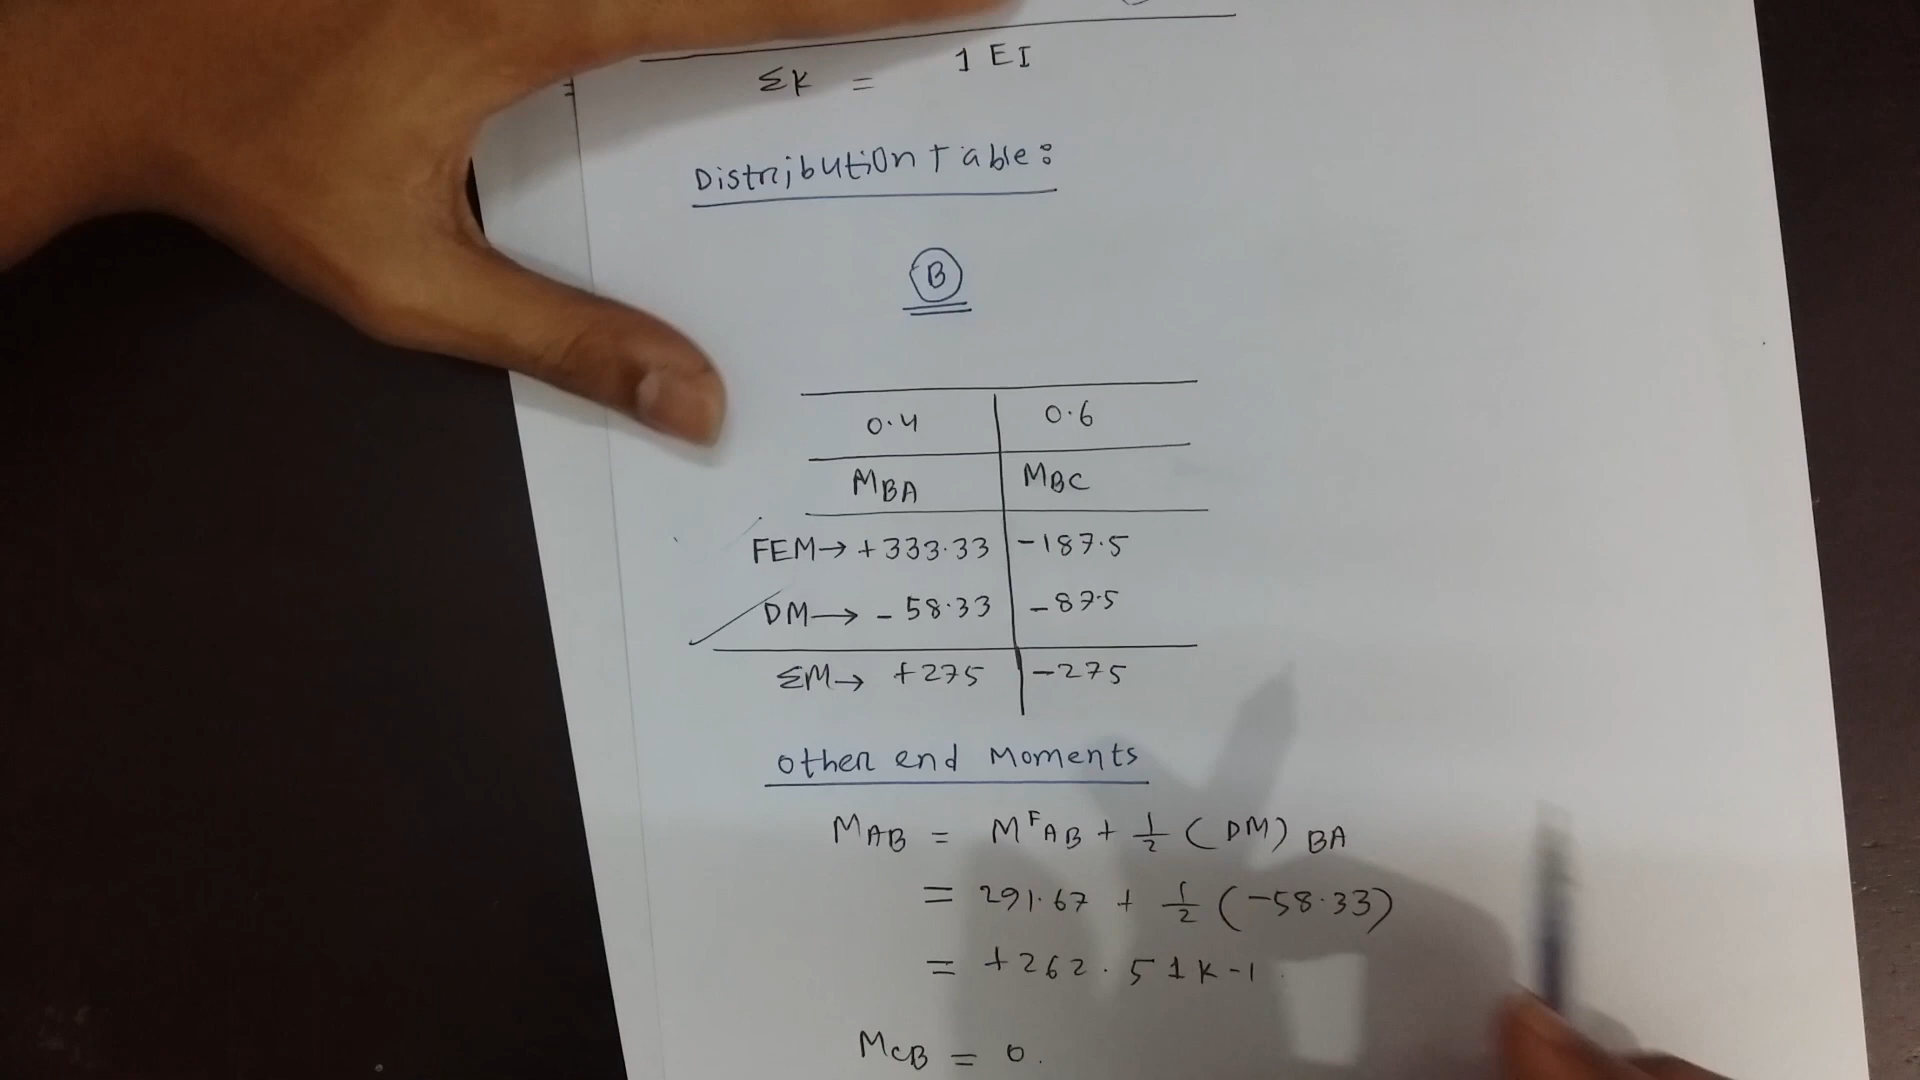 ΣK = 1 EI
Distribution Table:
B
0.4 0.6
MBA MBC
FEM→ +333.33 -187.5
DM→ -58.33 -87.5
ΣM→ +275 -275
Other end Moments
MAB = M^F AB + 1/2 (DM) BA
= 291.67 + 1/2 (-58.33)
= +262.51k-1
MCB = 0.